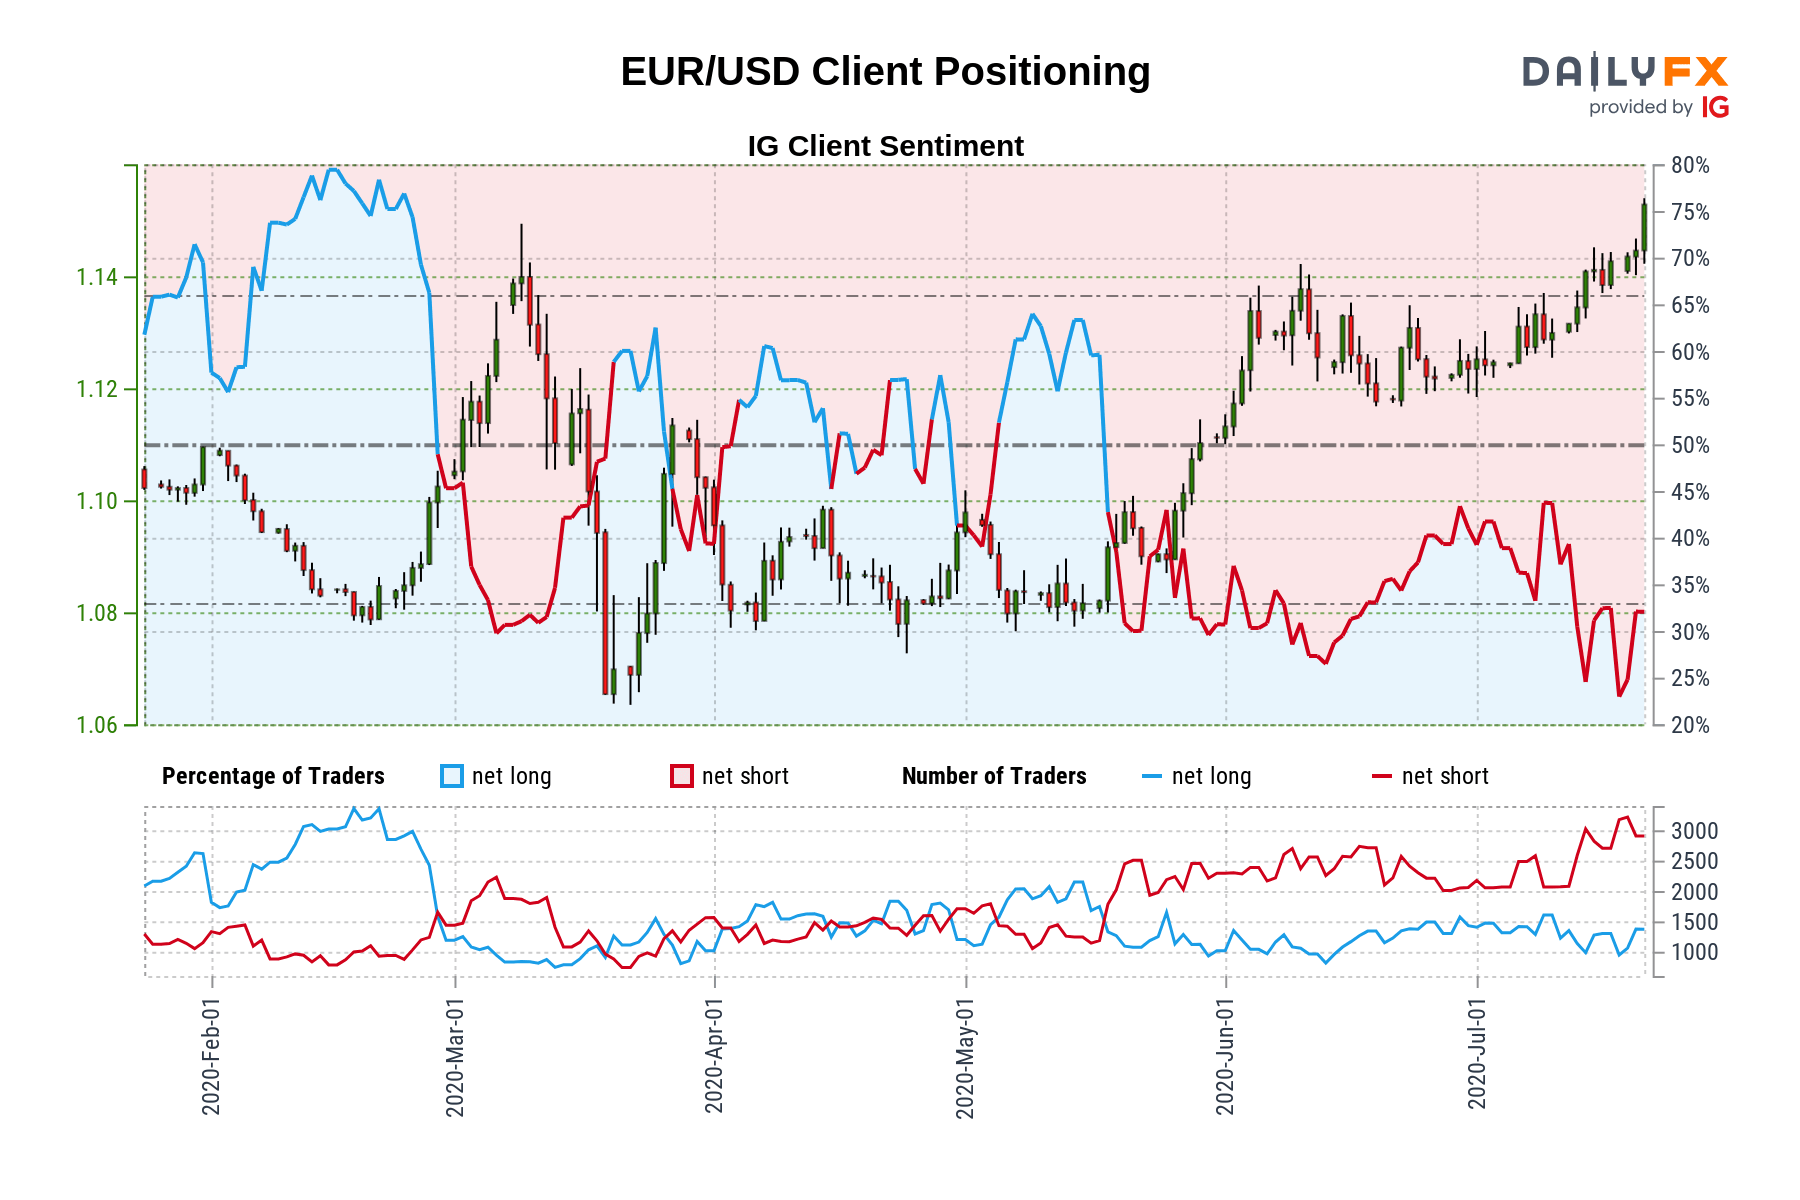 EUR/USD Client Positioning
DAILYFX
provided by IG
IG Client Sentiment
80%
75%
70%
65%
60%
55%
50%
45%
40%
35%
30%
25%
20%
1.14
1.12
1.10
1.08
1.06
Percentage of Traders net long net short Number of Traders net long net short
3000
2500
2000
1500
1000
2020-Feb-01
2020-Mar-01
2020-Apr-01
2020-May-01
2020-Jun-01
2020-Jul-01